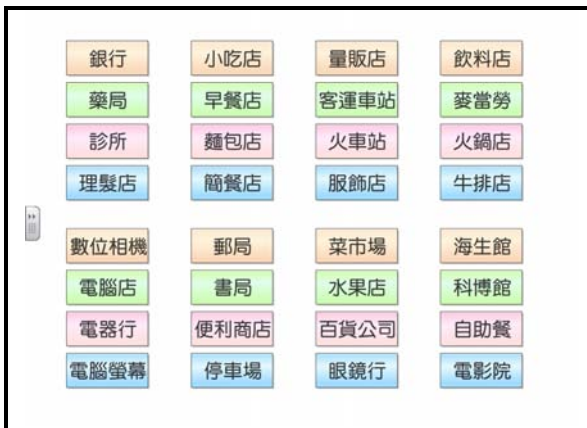 銀行 小吃店 量販店 飲料店
藥局 早餐店 客運車站 麥當勞
診所 麵包店 火車站 火鍋店
理髮店 簡餐店 服飾店 牛排店
數位相機 郵局 菜市場 海生館
電腦店 書局 水果店 科博館
電器行 便利商店 百貨公司 自助餐
電腦螢幕 停車場 眼鏡行 電影院